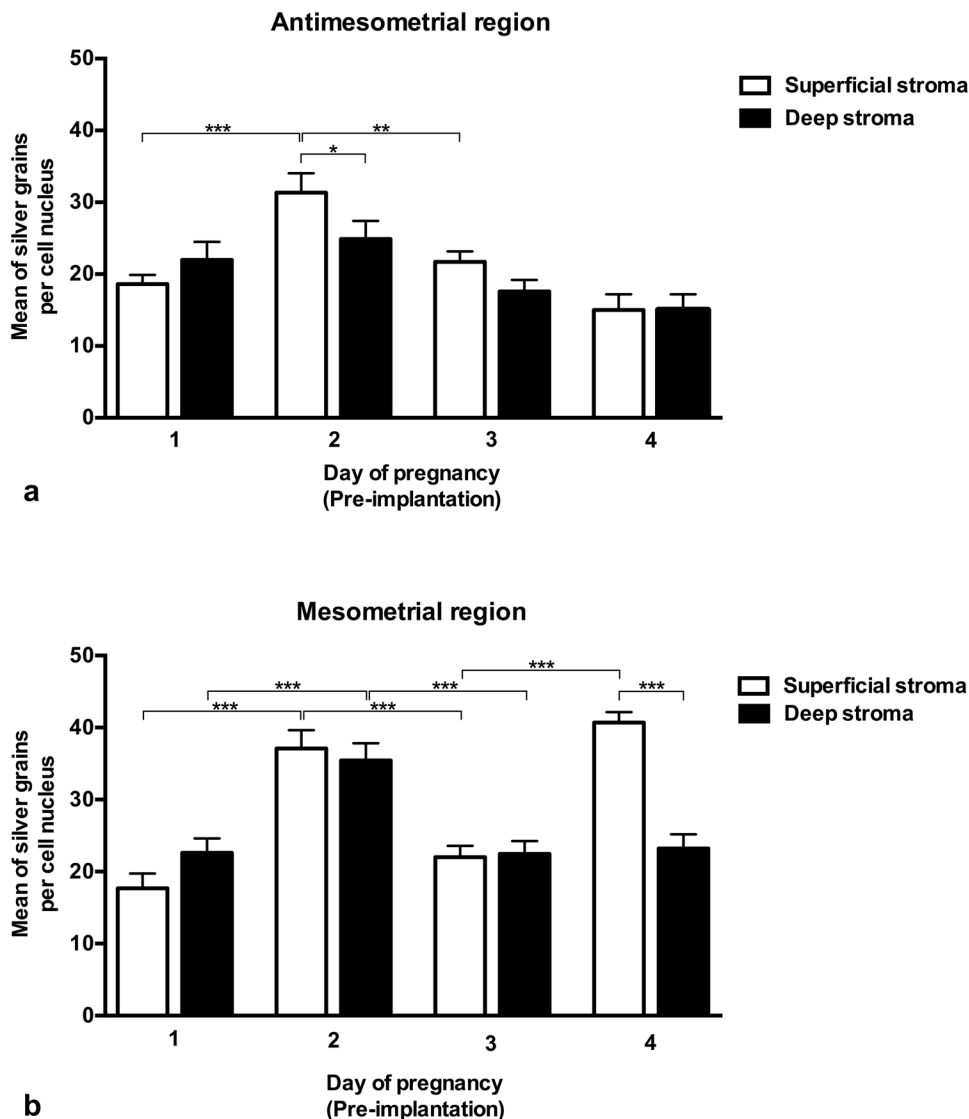 Antimesometrial region
50
40
30
20
10
0
Mean of silver grains
per cell nucleus
***
**
*
Superficial stroma
Deep stroma
1 2 3 4
Day of pregnancy
(Pre-implantation)
a
Mesometrial region
50
40
30
20
10
0
Mean of silver grains
per cell nucleus
***
*** *** ***
*** ***
Superficial stroma
Deep stroma
1 2 3 4
Day of pregnancy
(Pre-implantation)
b